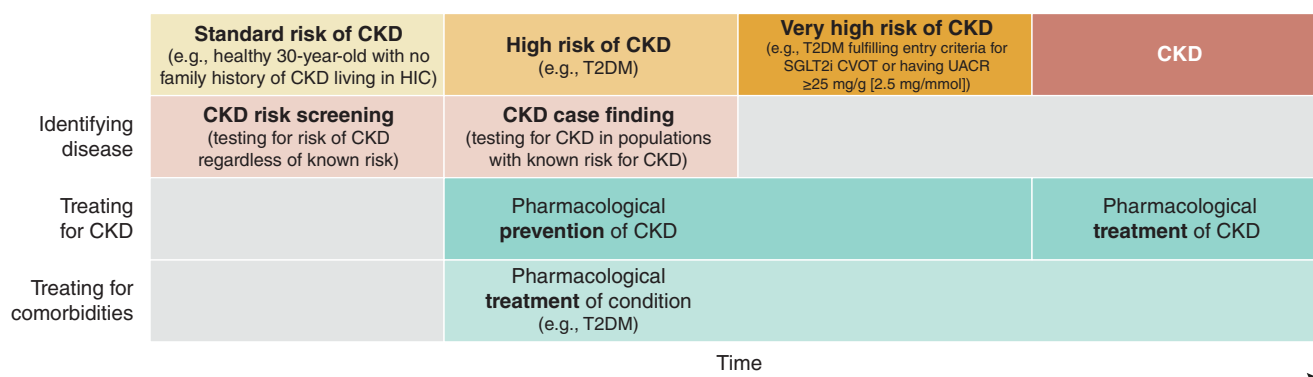 Standard risk of CKD
(e.g., healthy 30-year-old with no
family history of CKD living in HIC)
High risk of CKD
(e.g., T2DM)
Very high risk of CKD
(e.g., T2DM fulfilling entry criteria for
SGLT2i CVOT or having UACR
≥25 mg/g [2.5 mg/mmol])
CKD
Identifying
disease
CKD risk screening
(testing for risk of CKD
regardless of known risk)
CKD case finding
(testing for CKD in populations
with known risk for CKD)
Treating
for CKD
Pharmacological
prevention of CKD
Pharmacological
treatment of CKD
Treating for
comorbidities
Pharmacological
treatment of condition
(e.g., T2DM)
Time